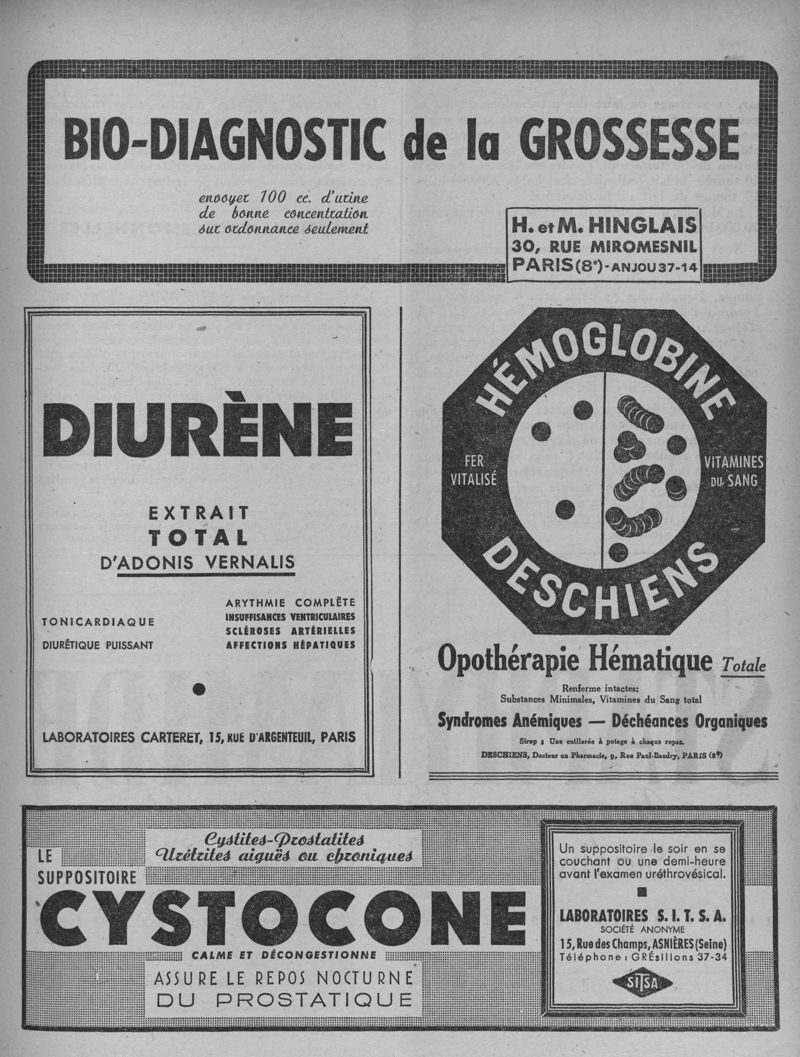 BIO-DIAGNOSTIC de la GROSSESSE
envoyer 100 cc. d'urine
de bonne concentration
sur ordonnance seulement
H. et M. HINGLAIS
30, RUE MIROMESNIL
PARIS (8e) - ANJOU 37-14
DIURÈNE
EXTRAIT
TOTAL
D'ADONIS VERNALIS
TONICARDIAQUE
DIURÉTIQUE PUISSANT
ARYTHMIE COMPLÈTE
INSUFFISANCES VENTRICULAIRES
SCLÉROSES ARTÉRIELLES
AFFECTIONS HÉPATIQUES
LABORATOIRES CARTERET, 15, RUE D'ARGENTEUIL, PARIS
HÉMOGLOBINE
FER
VITALISÉ
VITAMINES
DU SANG
DESCHIENS
Opothérapie Hématique Totale
Renferme intactes:
Substances Minimales, Vitamines du Sang total
Syndromes Anémiques — Déchéances Organiques
Sirop : Une cuillerée à potage à chaque repas.
DESCHIENS, Docteur en Pharmacie, 9, Rue Paul-Baudry, PARIS (8e)
Cystites-Prostatites
Urétrites aiguës ou chroniques
LE
SUPPOSITOIRE
CYSTOCONE
CALME ET DÉCONGESTIONNE
ASSURE LE REPOS NOCTURNE
DU PROSTATIQUE
Un suppositoire le soir en se
couchant ou une demi-heure
avant l'examen uréthrovésical.
LABORATOIRES S. I. T. S. A.
SOCIÉTÉ ANONYME
15, Rue des Champs, ASNIÈRES (Seine)
Téléphone : GRÉsillons 37-34
SITSA